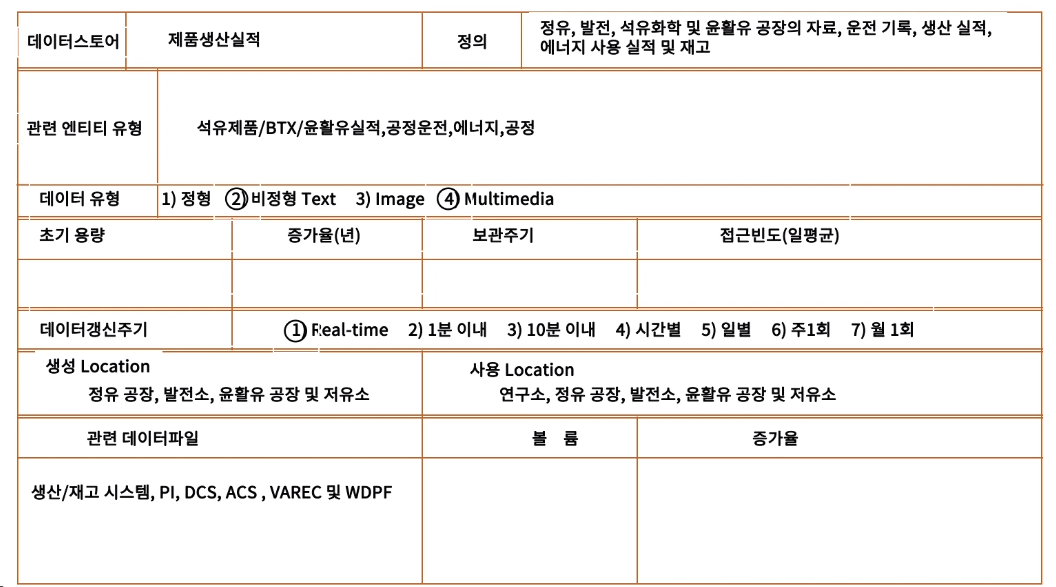 데이터스토어 제품생산실적 정의 정유, 발전, 석유화학 및 윤활유 공장의 자료, 운전 기록, 생산 실적,
에너지 사용 실적 및 재고
관련 엔티티 유형 석유제품/BTX/윤활유실적,공정운전,에너지,공정
데이터 유형 1) 정형 2) 비정형 Text 3) Image 4) Multimedia
초기 용량 증가율(년) 보관주기 접근빈도(일평균)
데이터갱신주기 1) Real-time 2) 1분 이내 3) 10분 이내 4) 시간별 5) 일별 6) 주1회 7) 월 1회
생성 Location 사용 Location
정유 공장, 발전소, 윤활유 공장 및 저유소 연구소, 정유 공장, 발전소, 윤활유 공장 및 저유소
관련 데이터파일 볼 륨 증가율
생산/재고 시스템, PI, DCS, ACS , VAREC 및 WDPF